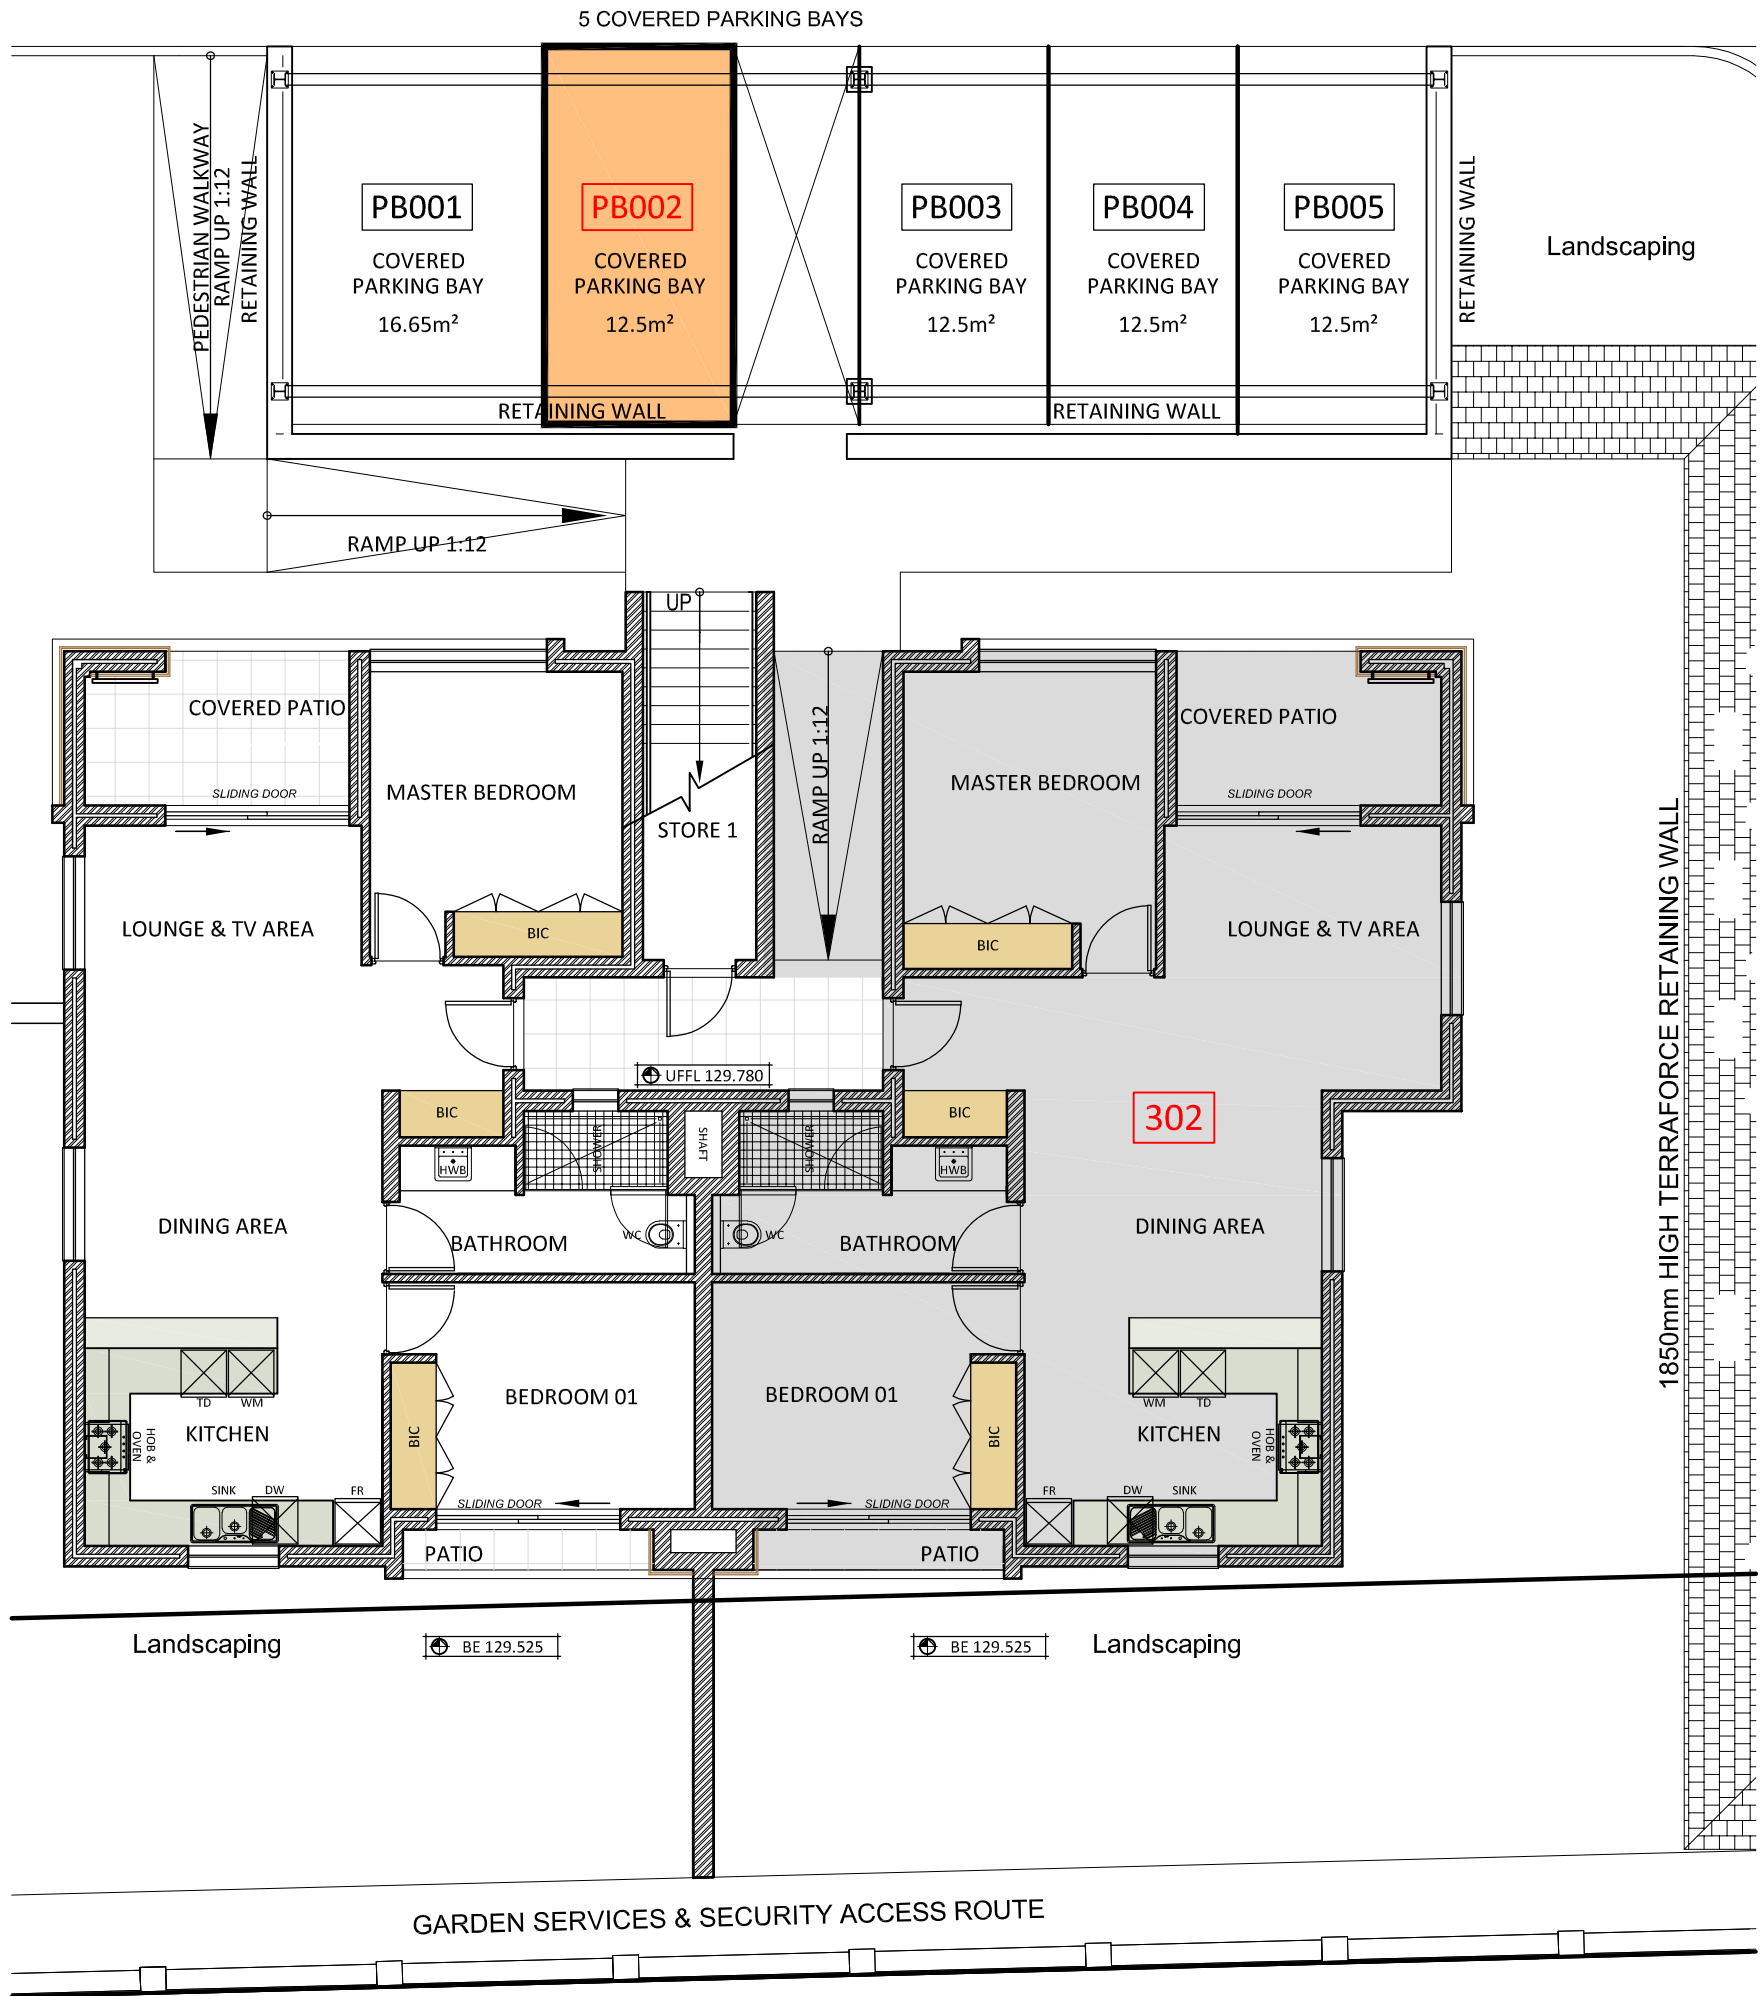 5 COVERED PARKING BAYS
PEDESTRIAN WALKWAY
RAMP UP 1:12
RETAINING WALL
PB001
COVERED
PARKING BAY
16.65m²
PB002
COVERED
PARKING BAY
12.5m²
PB003
COVERED
PARKING BAY
12.5m²
PB004
COVERED
PARKING BAY
12.5m²
PB005
COVERED
PARKING BAY
12.5m²
RETAINING WALL
Landscaping
RETAINING WALL
RETAINING WALL
RAMP UP 1:12
UP
COVERED PATIO
SLIDING DOOR
MASTER BEDROOM
STORE 1
RAMP UP 1:12
MASTER BEDROOM
COVERED PATIO
SLIDING DOOR
LOUNGE & TV AREA
BIC
BIC
LOUNGE & TV AREA
1850mm HIGH TERRAFORCE RETAINING WALL
UFFL 129.780
BIC
BIC
302
HWB
SHOWER
SHAFT
SHOWER
HWB
DINING AREA
BATHROOM
WC
WC
BATHROOM
DINING AREA
TD
WM
BEDROOM 01
BEDROOM 01
WM
TD
KITCHEN
HOB &
OVEN
BIC
BIC
KITCHEN
HOB &
OVEN
SINK
DW
FR
SLIDING DOOR
SLIDING DOOR
FR
DW
SINK
PATIO
PATIO
Landscaping
BE 129.525
BE 129.525
Landscaping
GARDEN SERVICES & SECURITY ACCESS ROUTE